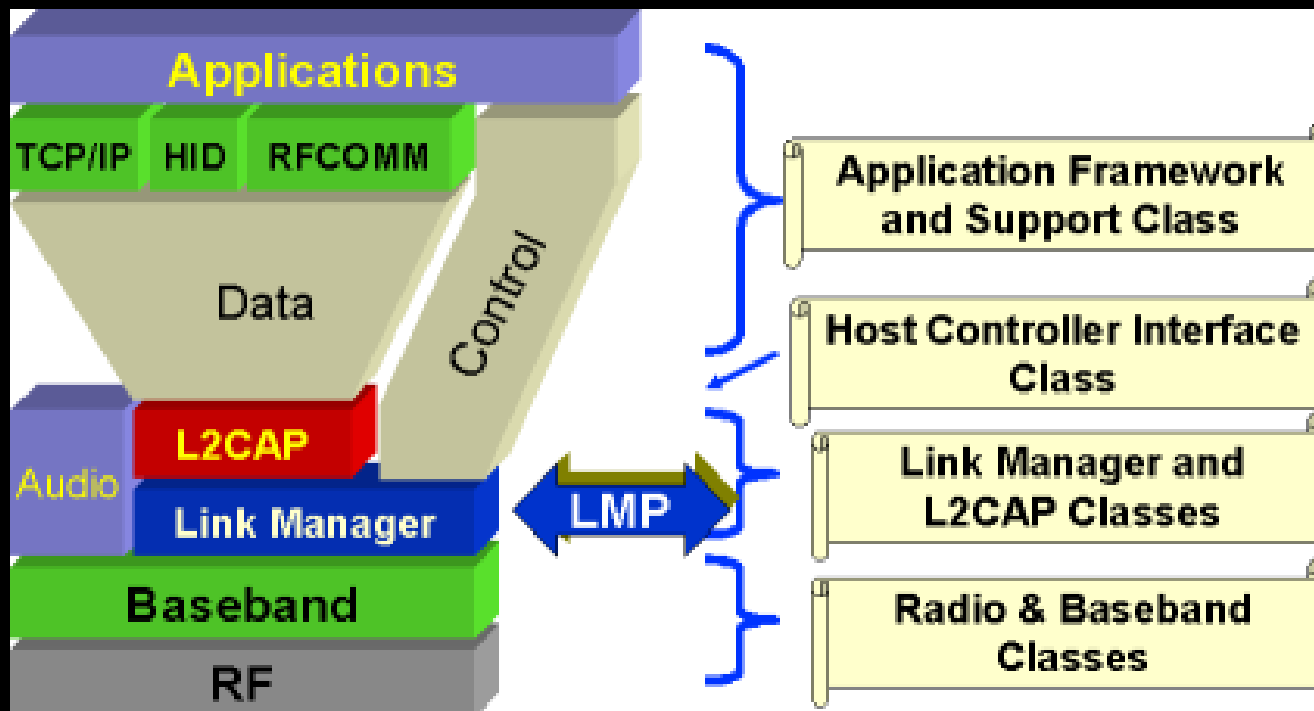 Applications
TCP/IP HID RFCOMM
Data
Control
L2CAP
Audio
Link Manager
LMP
Baseband
RF
Application Framework
and Support Class
Host Controller Interface
Class
Link Manager and
L2CAP Classes
Radio & Baseband
Classes